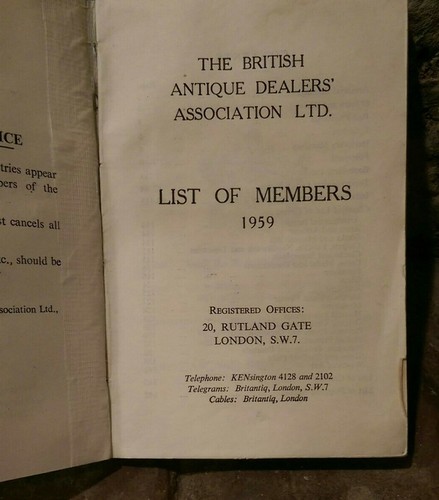 ICE
tries appear
bers of the
st cancels all
c., should be
sociation Ltd.,
THE BRITISH
ANTIQUE DEALERS'
ASSOCIATION LTD.
LIST OF MEMBERS
1959
REGISTERED OFFICES:
20, RUTLAND GATE
LONDON, S.W.7.
Telephone: KENsington 4128 and 2102
Telegrams: Britantiq, London, S.W.7
Cables: Britantiq, London